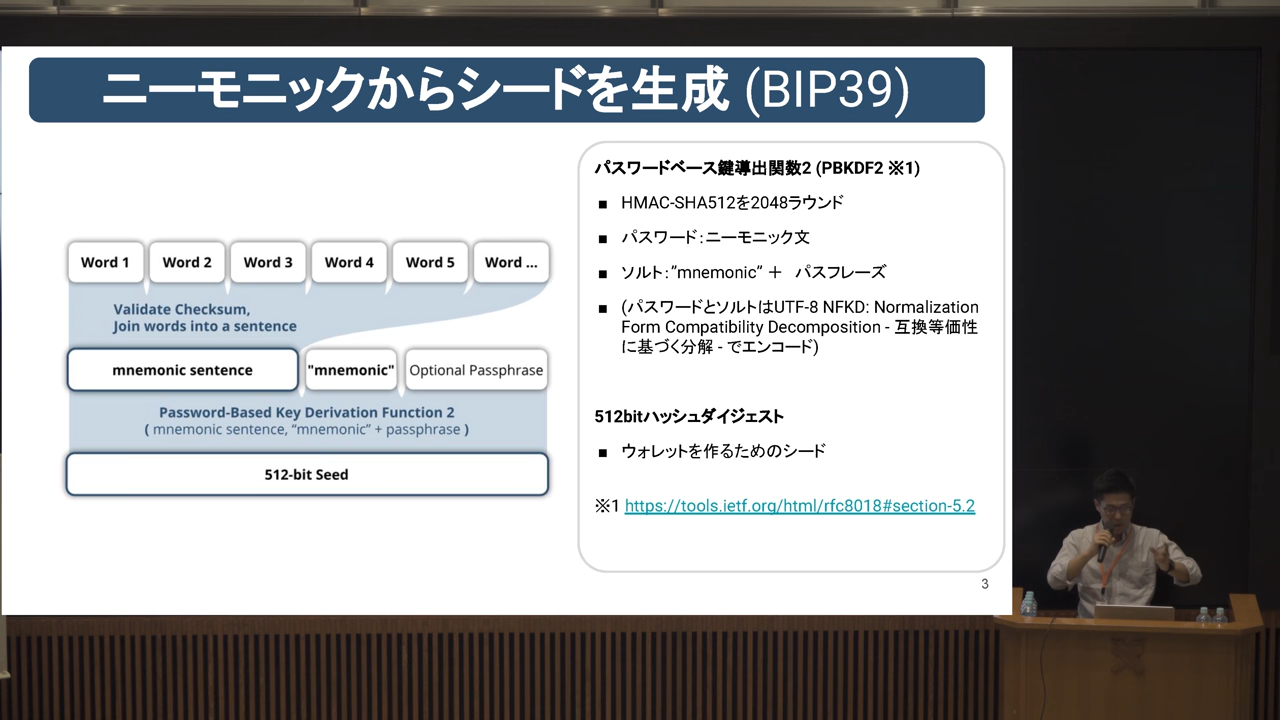 ニーモニックからシードを生成 (BIP39)
Word 1 Word 2 Word 3 Word 4 Word 5 Word ...
Validate Checksum,
Join words into a sentence
mnemonic sentence "mnemonic" Optional Passphrase
Password-Based Key Derivation Function 2
( mnemonic sentence, “mnemonic” + passphrase )
512-bit Seed
パスワードベース鍵導出関数2 (PBKDF2 ※1)
■ HMAC-SHA512を2048ラウンド
■ パスワード：ニーモニック文
■ ソルト：”mnemonic” ＋ パスフレーズ
■ (パスワードとソルトはUTF-8 NFKD: Normalization
Form Compatibility Decomposition - 互換等価性
に基づく分解 - でエンコード)
512bitハッシュダイジェスト
■ ウォレットを作るためのシード
※1 https://tools.ietf.org/html/rfc8018#section-5.2
3